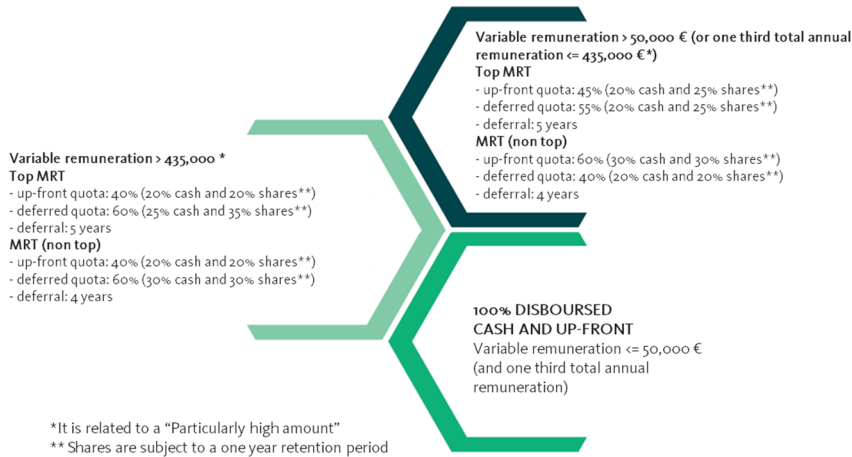 Variable remuneration > 50,000 € (or one third total annual
remuneration <= 435,000 €*)
Top MRT
- up-front quota: 45% (20% cash and 25% shares**)
- deferred quota: 55% (20% cash and 25% shares**)
- deferral: 5 years
MRT (non top)
- up-front quota: 60% (30% cash and 30% shares**)
- deferred quota: 40% (20% cash and 20% shares**)
- deferral: 4 years
Variable remuneration > 435,000 *
Top MRT
- up-front quota: 40% (20% cash and 20% shares**)
- deferred quota: 60% (25% cash and 35% shares**)
- deferral: 5 years
MRT (non top)
- up-front quota: 40% (20% cash and 20% shares**)
- deferred quota: 60% (30% cash and 30% shares**)
- deferral: 4 years
100% DISBOURSED
CASH AND UP-FRONT
Variable remuneration <= 50,000 €
(and one third total annual
remuneration)
*It is related to a “Particularly high amount”
** Shares are subject to a one year retention period